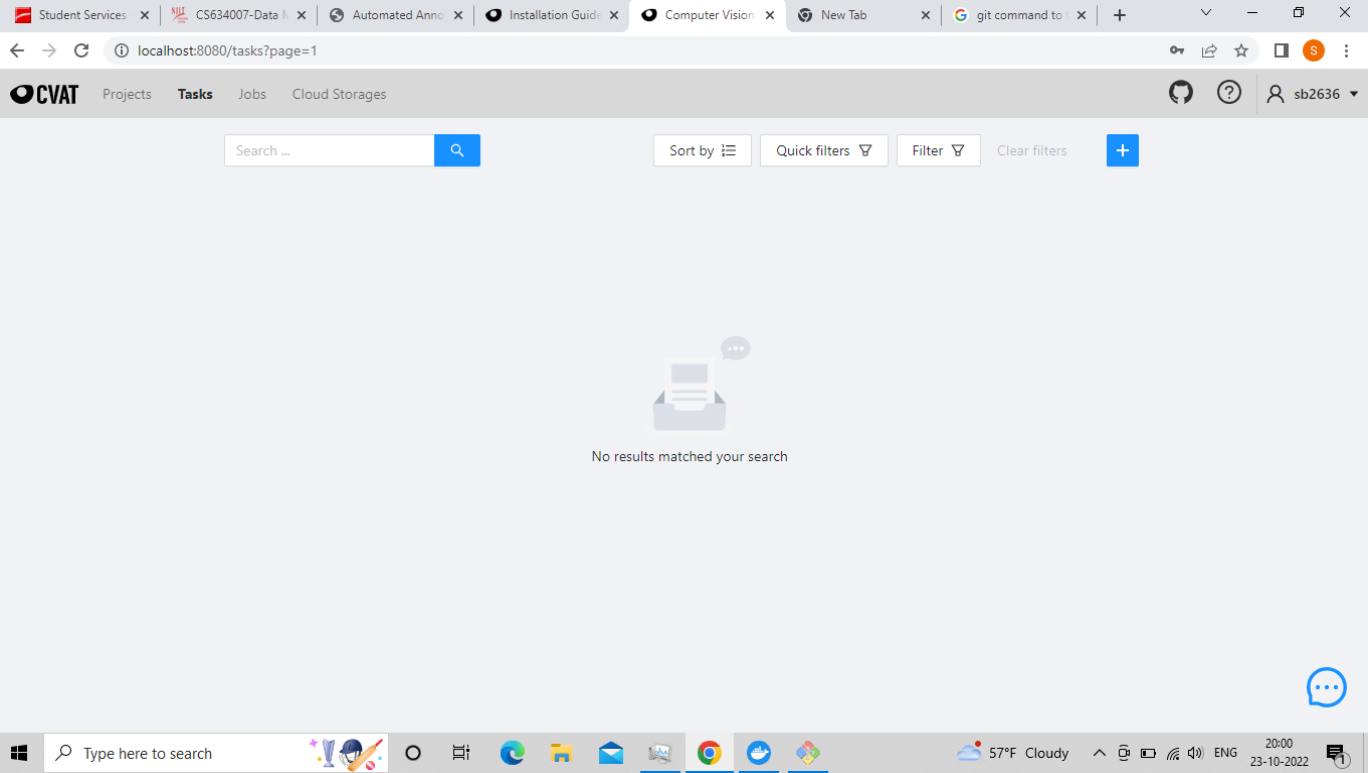 Student Services
CS634007-Data M
Automated Anno
Installation Guide
Computer Vision
New Tab
git command to
localhost:8080/tasks?page=1
S
CVAT
Projects
Tasks
Jobs
Cloud Storages
sb2636
Search ...
Sort by
Quick filters
Filter
Clear filters
No results matched your search
Type here to search
57°F Cloudy
ENG
20:00
23-10-2022
1